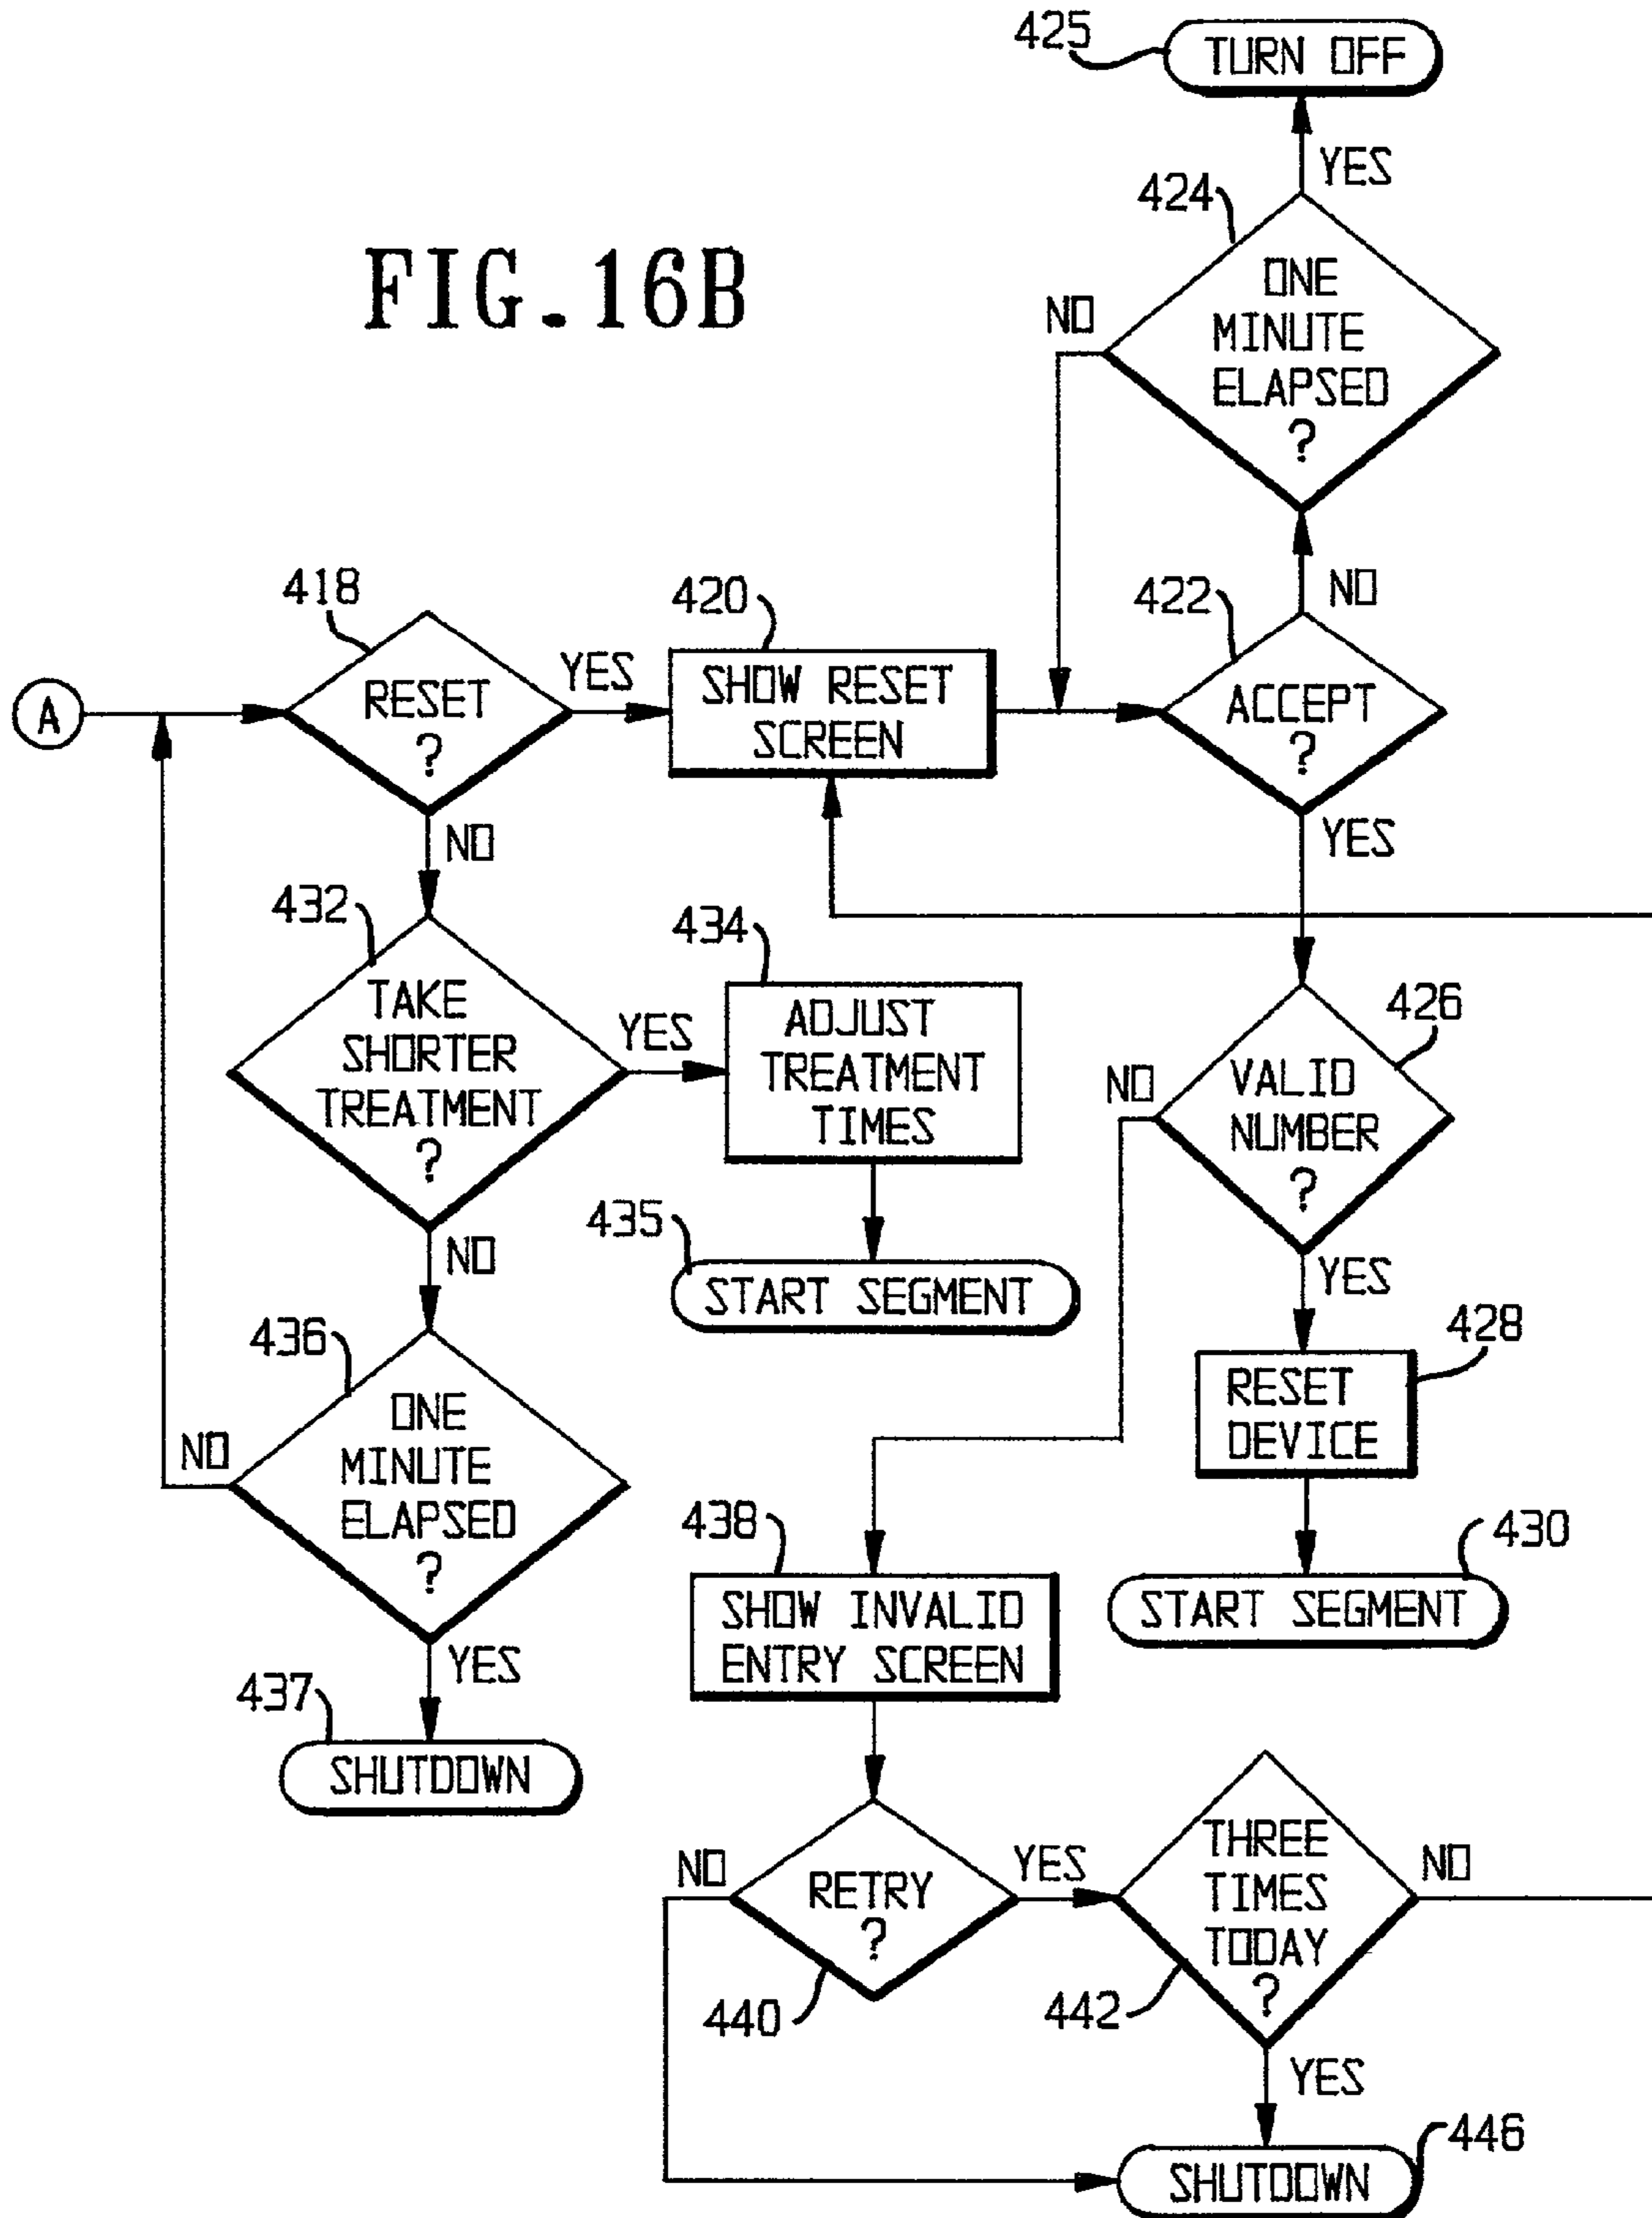 425
TURN OFF
YES
424
FIG.16B
ONE
MINUTE
ELAPSED
?
NO
NO
418
420
422
A
RESET
?
YES
SHOW RESET
SCREEN
ACCEPT
?
NO
YES
432
TAKE
SHORTER
TREATMENT
?
YES
434
ADJUST
TREATMENT
TIMES
426
NO
VALID
NUMBER
?
435
START SEGMENT
NO
YES
436
ONE
MINUTE
ELAPSED
?
NO
428
RESET
DEVICE
438
SHOW INVALID
ENTRY SCREEN
430
START SEGMENT
YES
437
SHUTDOWN
NO
RETRY
?
YES
THREE
TIMES
TODAY
?
NO
440
442
YES
446
SHUTDOWN